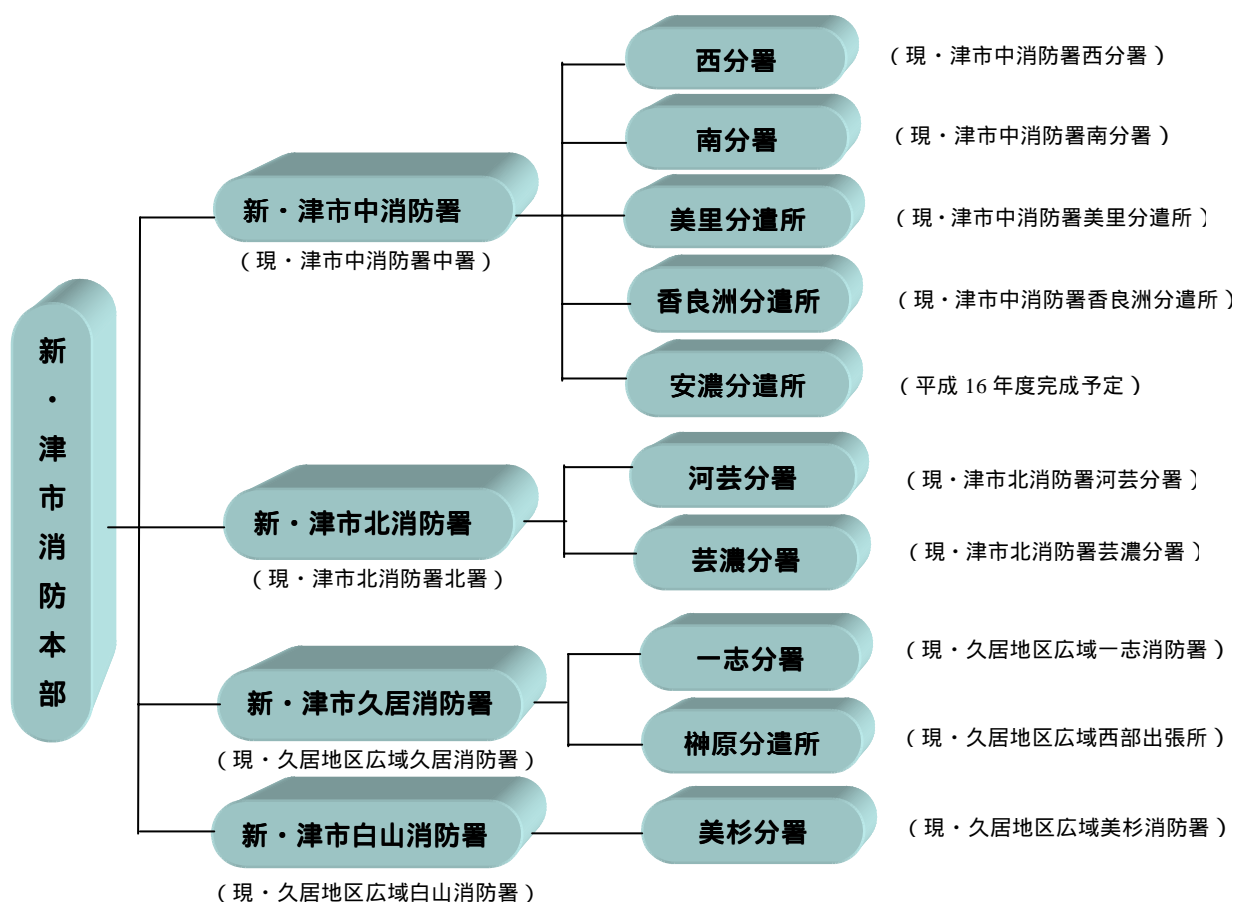 新・津市消防本部
新・津市中消防署
（現・津市中消防署中署）
西分署
（現・津市中消防署西分署）
南分署
（現・津市中消防署南分署）
美里分遣所
（現・津市中消防署美里分遣所）
香良洲分遣所
（現・津市中消防署香良洲分遣所）
安濃分遣所
（平成 16 年度完成予定）
新・津市北消防署
（現・津市北消防署北署）
河芸分署
（現・津市北消防署河芸分署）
芸濃分署
（現・津市北消防署芸濃分署）
新・津市久居消防署
（現・久居地区広域久居消防署）
一志分署
（現・久居地区広域一志消防署）
榊原分遣所
（現・久居地区広域西部出張所）
新・津市白山消防署
（現・久居地区広域白山消防署）
美杉分署
（現・久居地区広域美杉消防署）